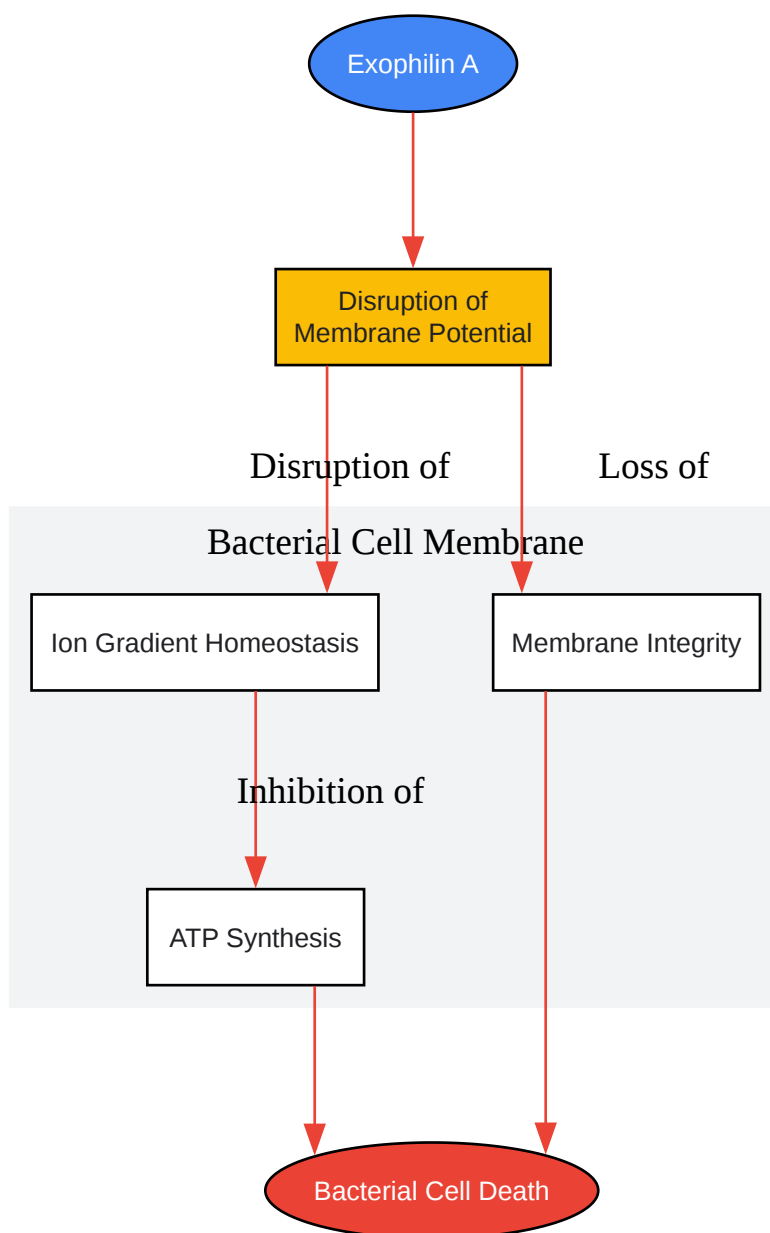 Exophilin A
Disruption of
Membrane Potential
Disruption of
Loss of
Bacterial Cell Membrane
Ion Gradient Homeostasis
Membrane Integrity
Inhibition of
ATP Synthesis
Bacterial Cell Death